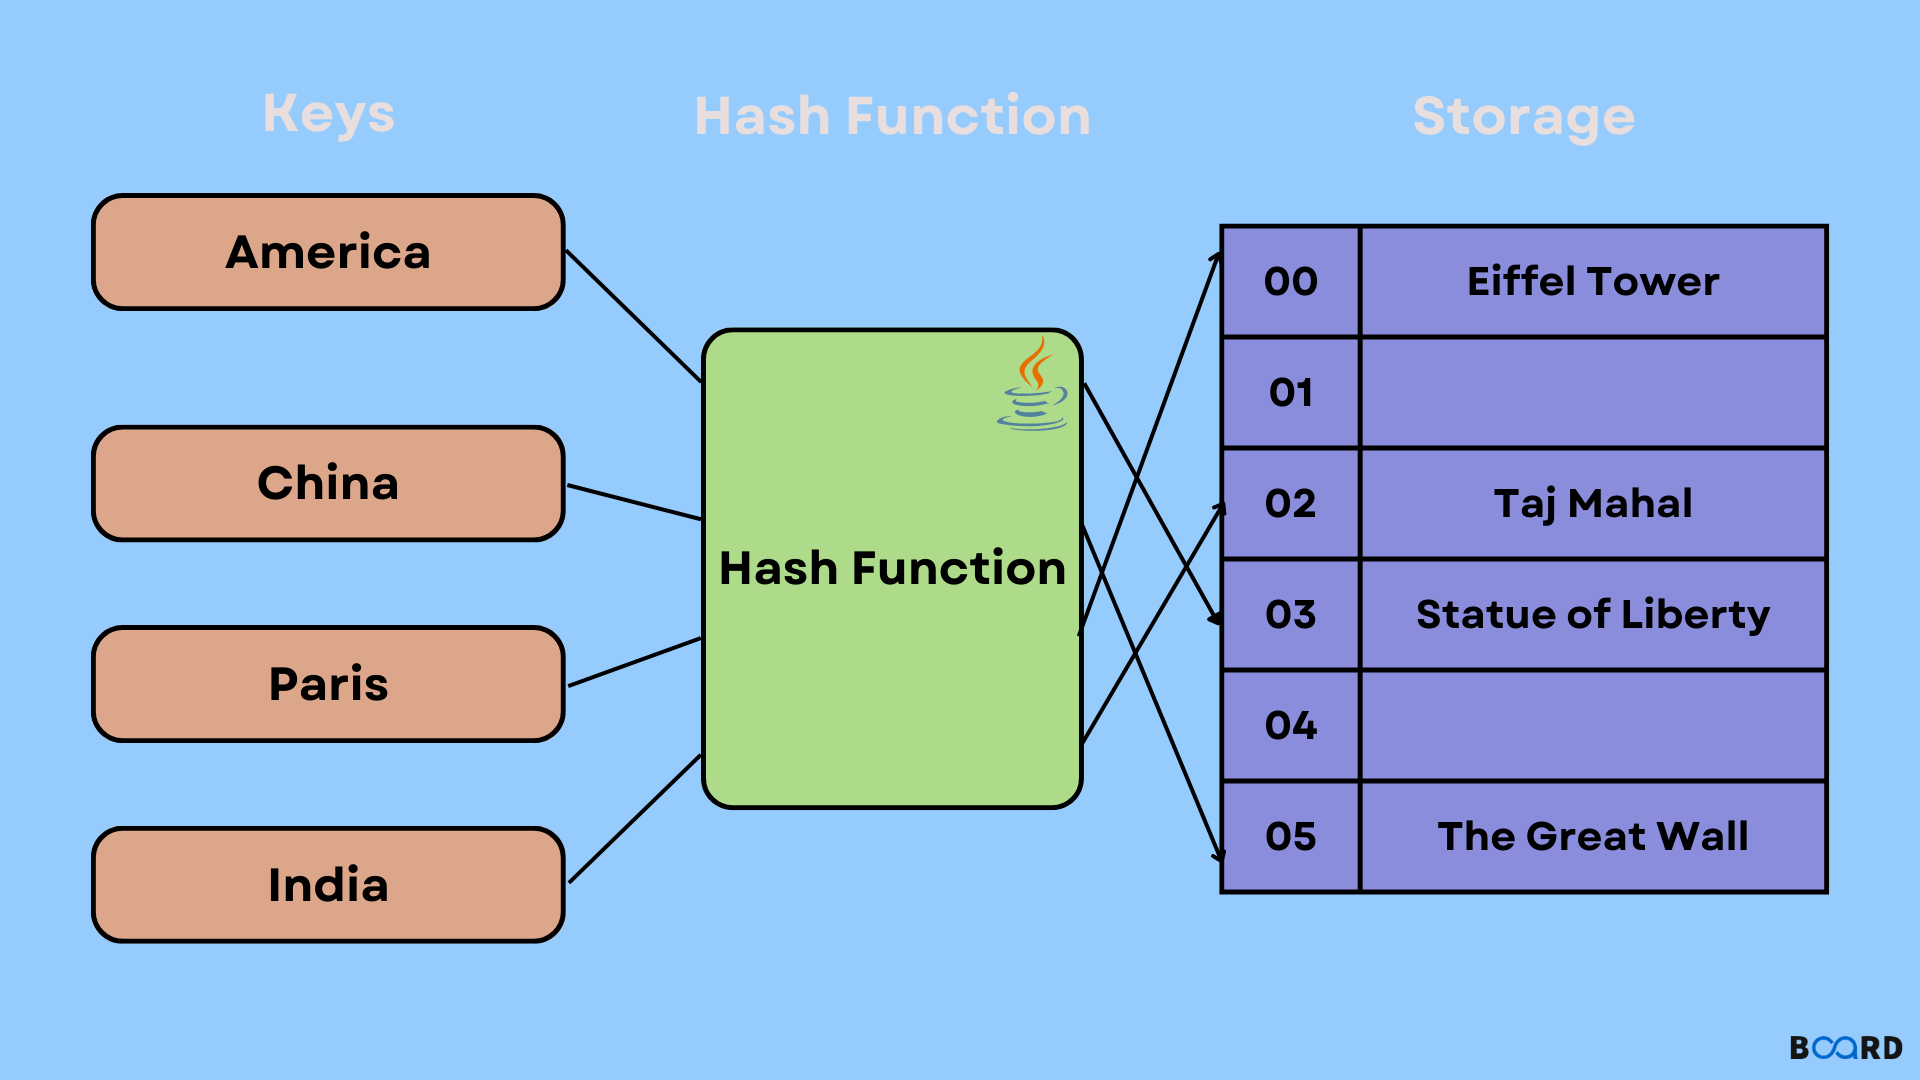 Keys
Hash Function
Storage
America
China
Paris
India
Hash Function
00 Eiffel Tower
01
02 Taj Mahal
03 Statue of Liberty
04
05 The Great Wall
BOARD